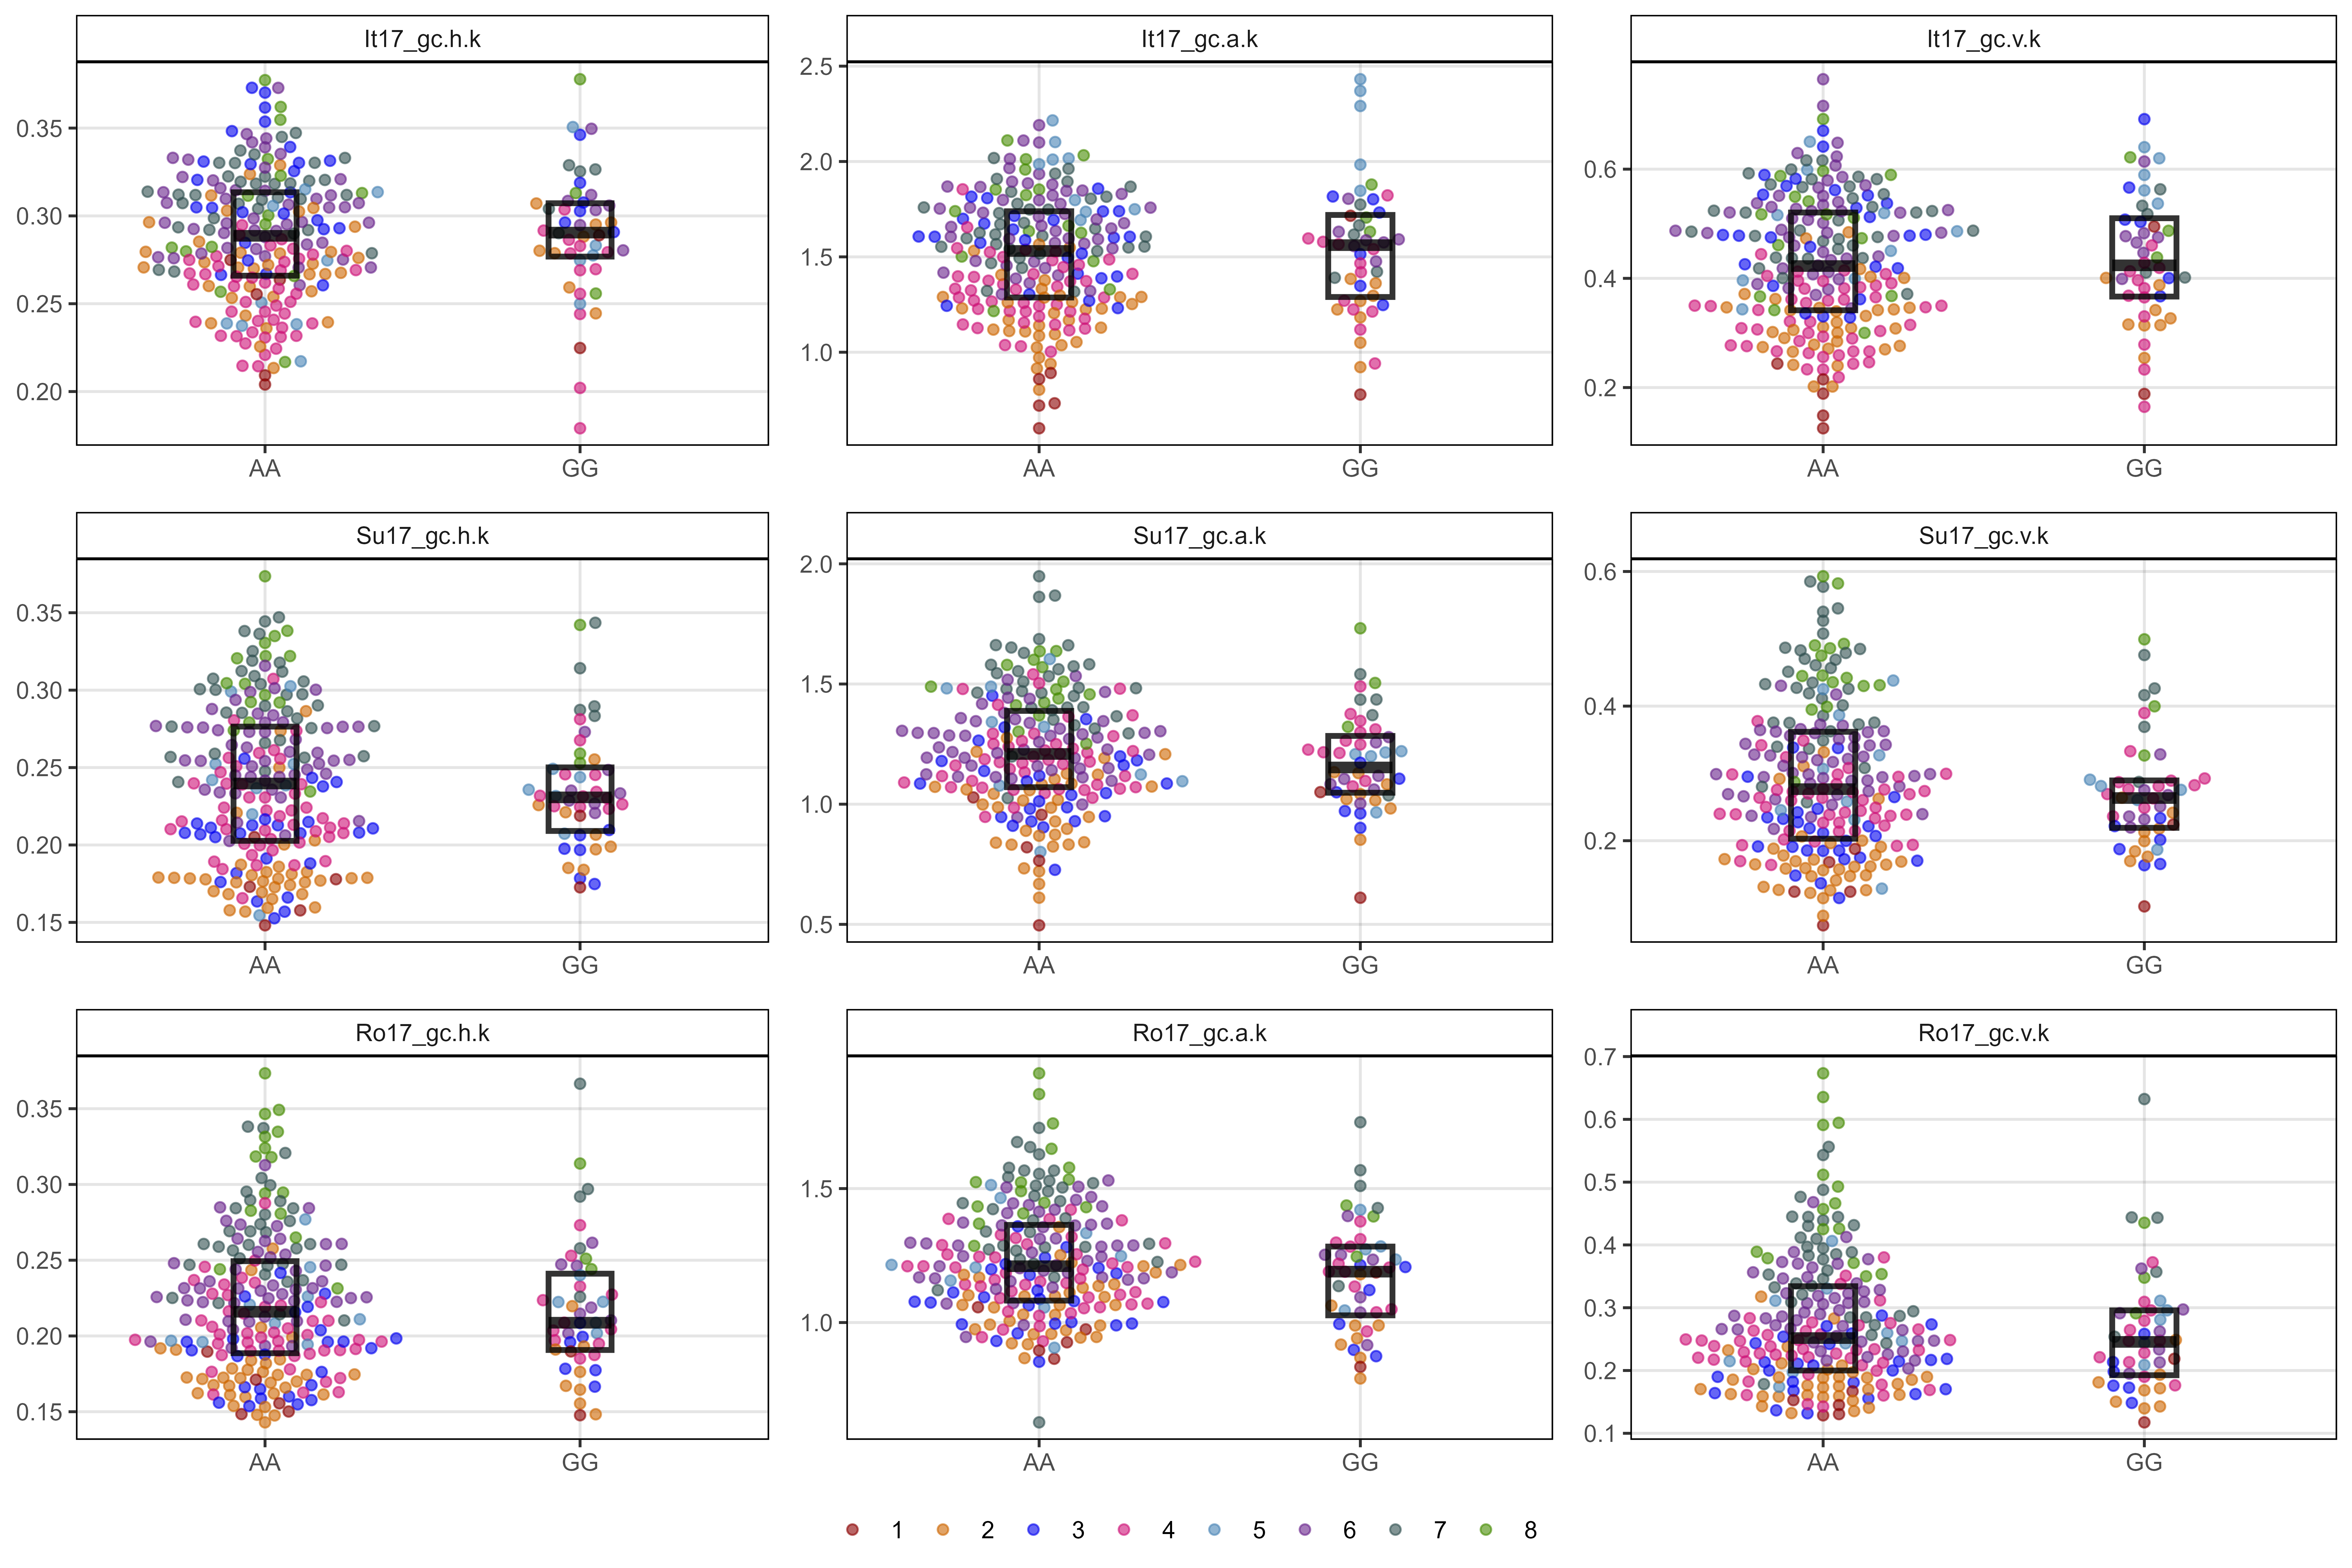 It17_gc.h.k
It17_gc.a.k
It17_gc.v.k
0.35
0.30
0.25
0.20
AA
GG
2.5
2.0
1.5
1.0
AA
GG
0.6
0.4
0.2
AA
GG
Su17_gc.h.k
Su17_gc.a.k
Su17_gc.v.k
0.35
0.30
0.25
0.20
0.15
AA
GG
2.0
1.5
1.0
0.5
AA
GG
0.6
0.4
0.2
AA
GG
Ro17_gc.h.k
Ro17_gc.a.k
Ro17_gc.v.k
0.35
0.30
0.25
0.20
0.15
AA
GG
1.5
1.0
AA
GG
0.7
0.6
0.5
0.4
0.3
0.2
0.1
AA
GG
1 2 3 4 5 6 7 8